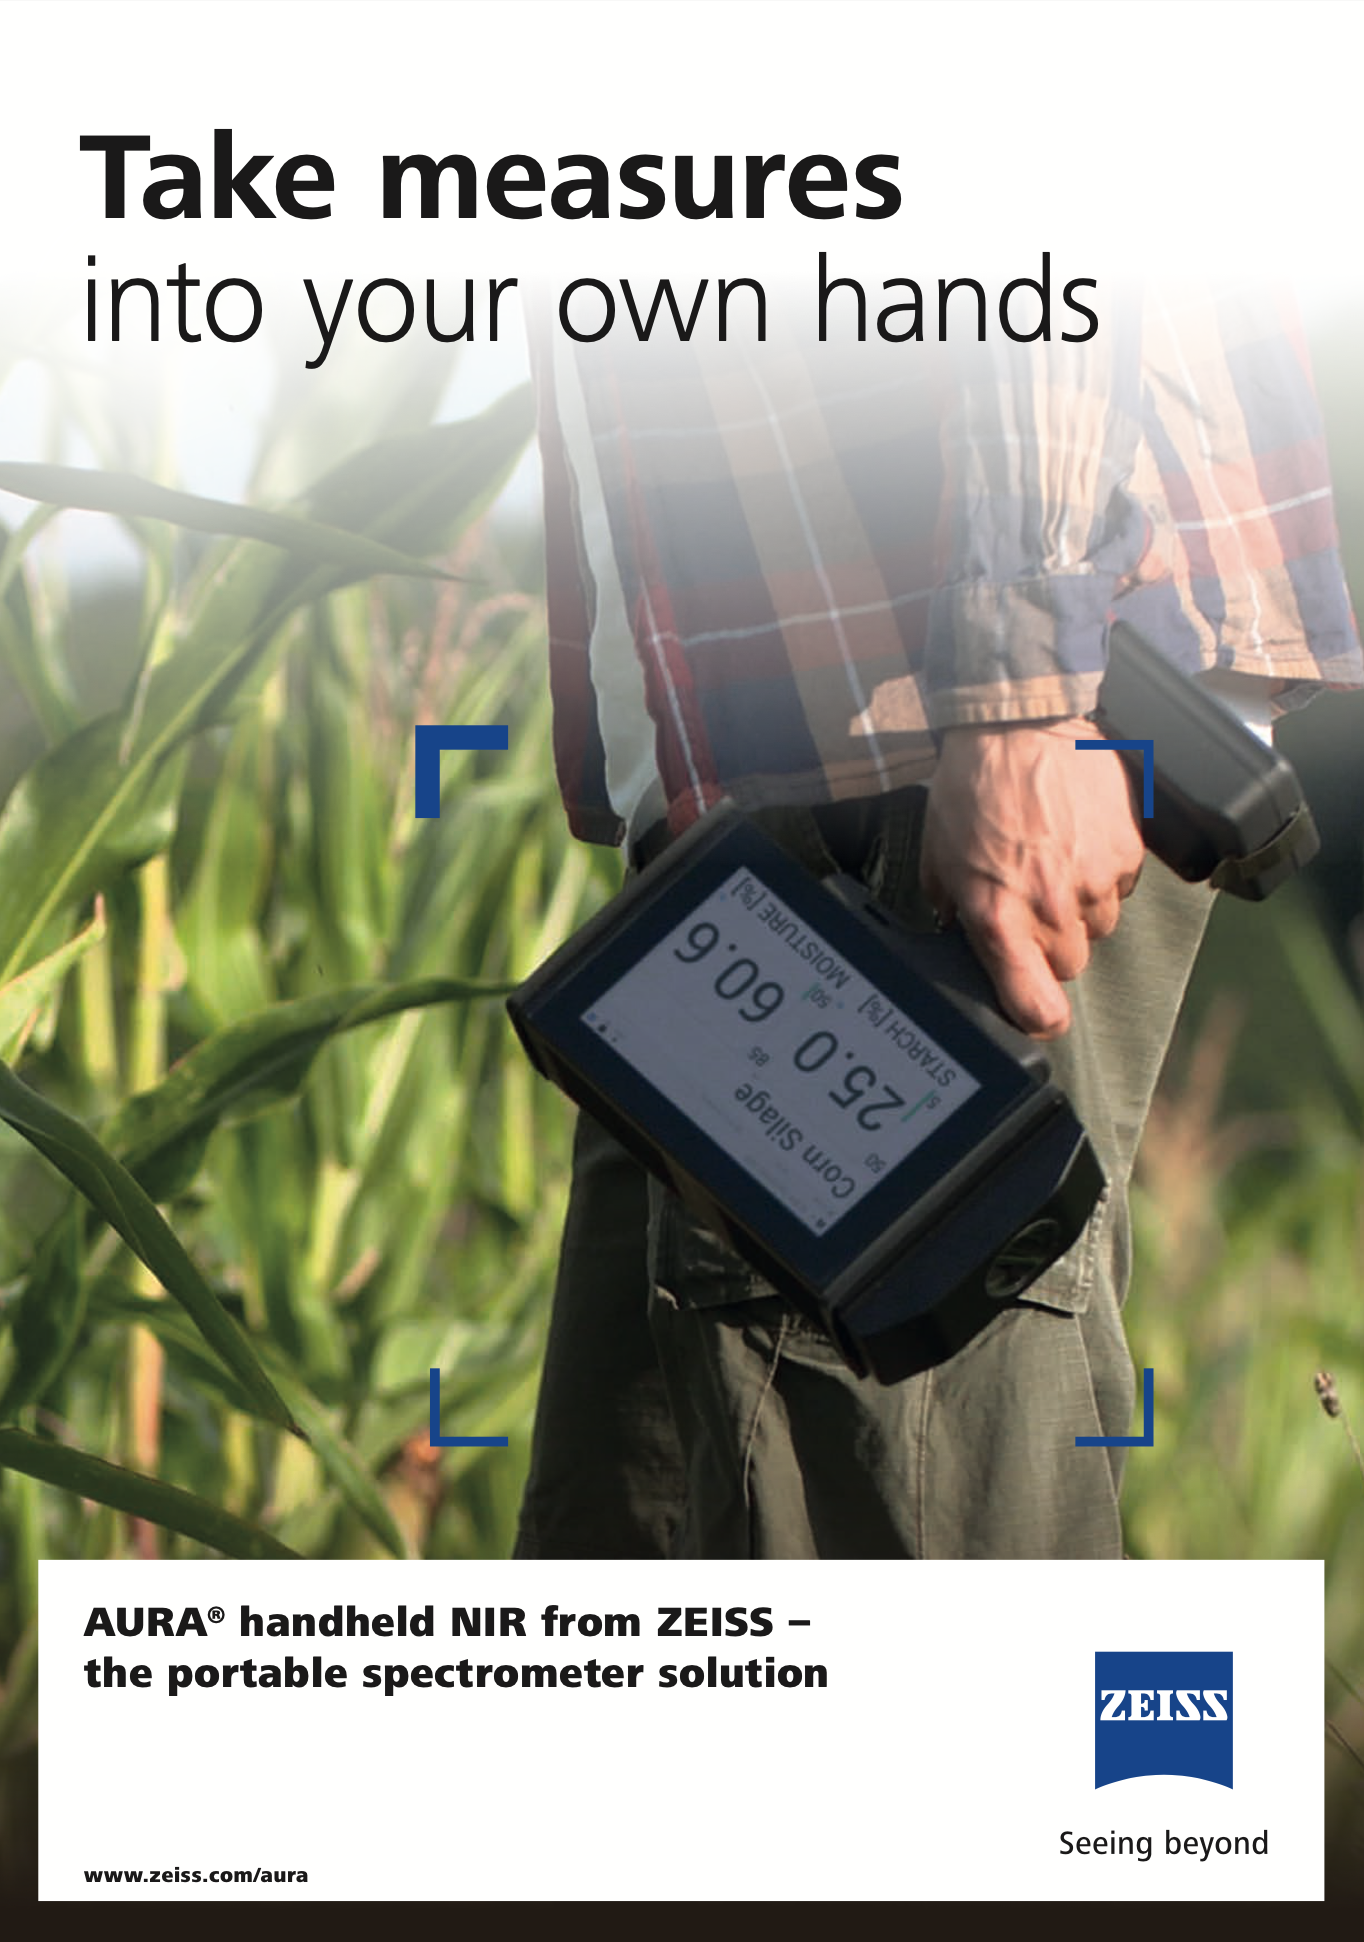 Take measures
into your own hands
Corn Silage
STARCH [%]
25.0
MOISTURE [%]
60.6
AURA® handheld NIR from ZEISS –
the portable spectrometer solution
ZEISS
Seeing beyond
www.zeiss.com/aura